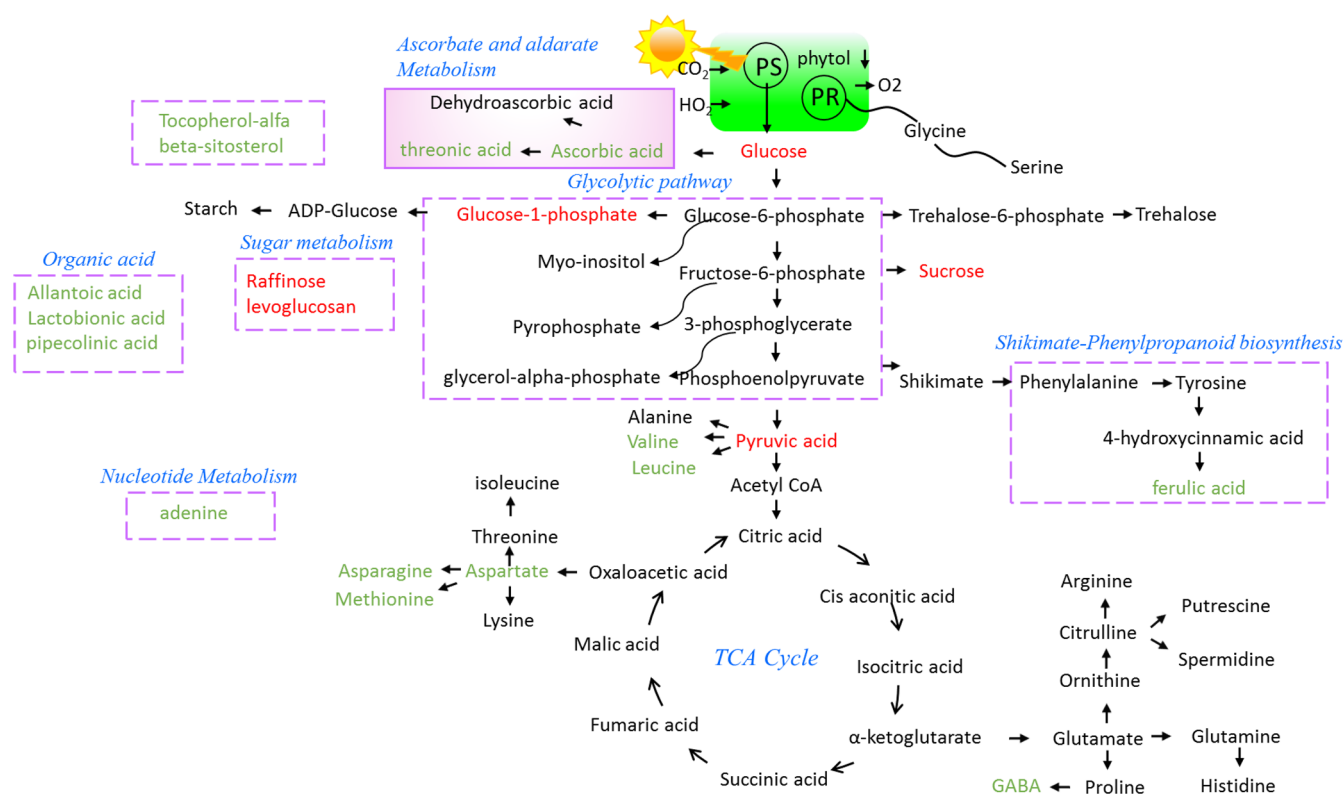 Ascorbate and aldarate
Metabolism
CO2
PS
phytol
O2
HO2
PR
Glycine
Serine
Dehydroascorbic acid
threonic acid
Ascorbic acid
Glucose
Tocopherol-alfa
beta-sitosterol
Glycolytic pathway
Starch
ADP-Glucose
Glucose-1-phosphate
Glucose-6-phosphate
Trehalose-6-phosphate
Trehalose
Sugar metabolism
Raffinose
levoglucosan
Organic acid
Allantoic acid
Lactobionic acid
pipecolinic acid
Myo-inositol
Fructose-6-phosphate
Sucrose
Pyrophosphate
3-phosphoglycerate
glycerol-alpha-phosphate
Phosphoenolpyruvate
Shikimate
Shikimate-Phenylpropanoid biosynthesis
Phenylalanine
Tyrosine
4-hydroxycinnamic acid
ferulic acid
Alanine
Valine
Leucine
Pyruvic acid
Acetyl CoA
Nucleotide Metabolism
adenine
isoleucine
Threonine
Asparagine
Aspartate
Methionine
Lysine
Oxaloacetic acid
Citric acid
Cis aconitic acid
Malic acid
TCA Cycle
Isocitric acid
Fumaric acid
α-ketoglutarate
Succinic acid
Arginine
Citrulline
Putrescine
Spermidine
Ornithine
Glutamate
Glutamine
GABA
Proline
Histidine